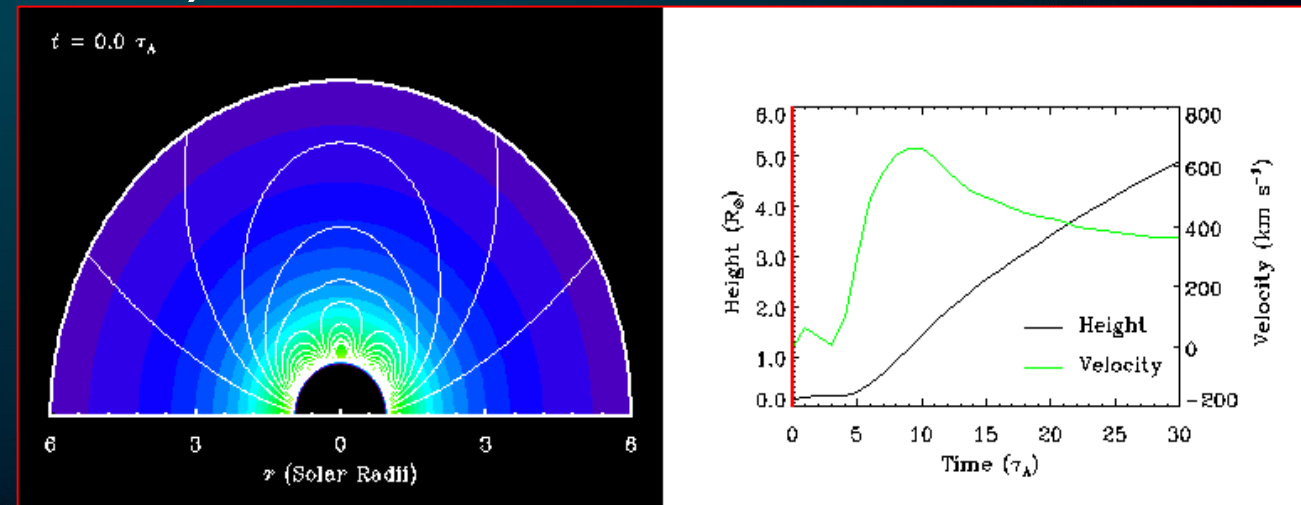 t = 0.0 τA
6 3 0 3 6
r (Solar Radii)
6.0
5.0
4.0
3.0
2.0
1.0
0.0
Height (R⊙)
800
600
400
200
0
−200
Velocity (km s⁻¹)
Height
Velocity
0 5 10 15 20 25 30
Time (τA)